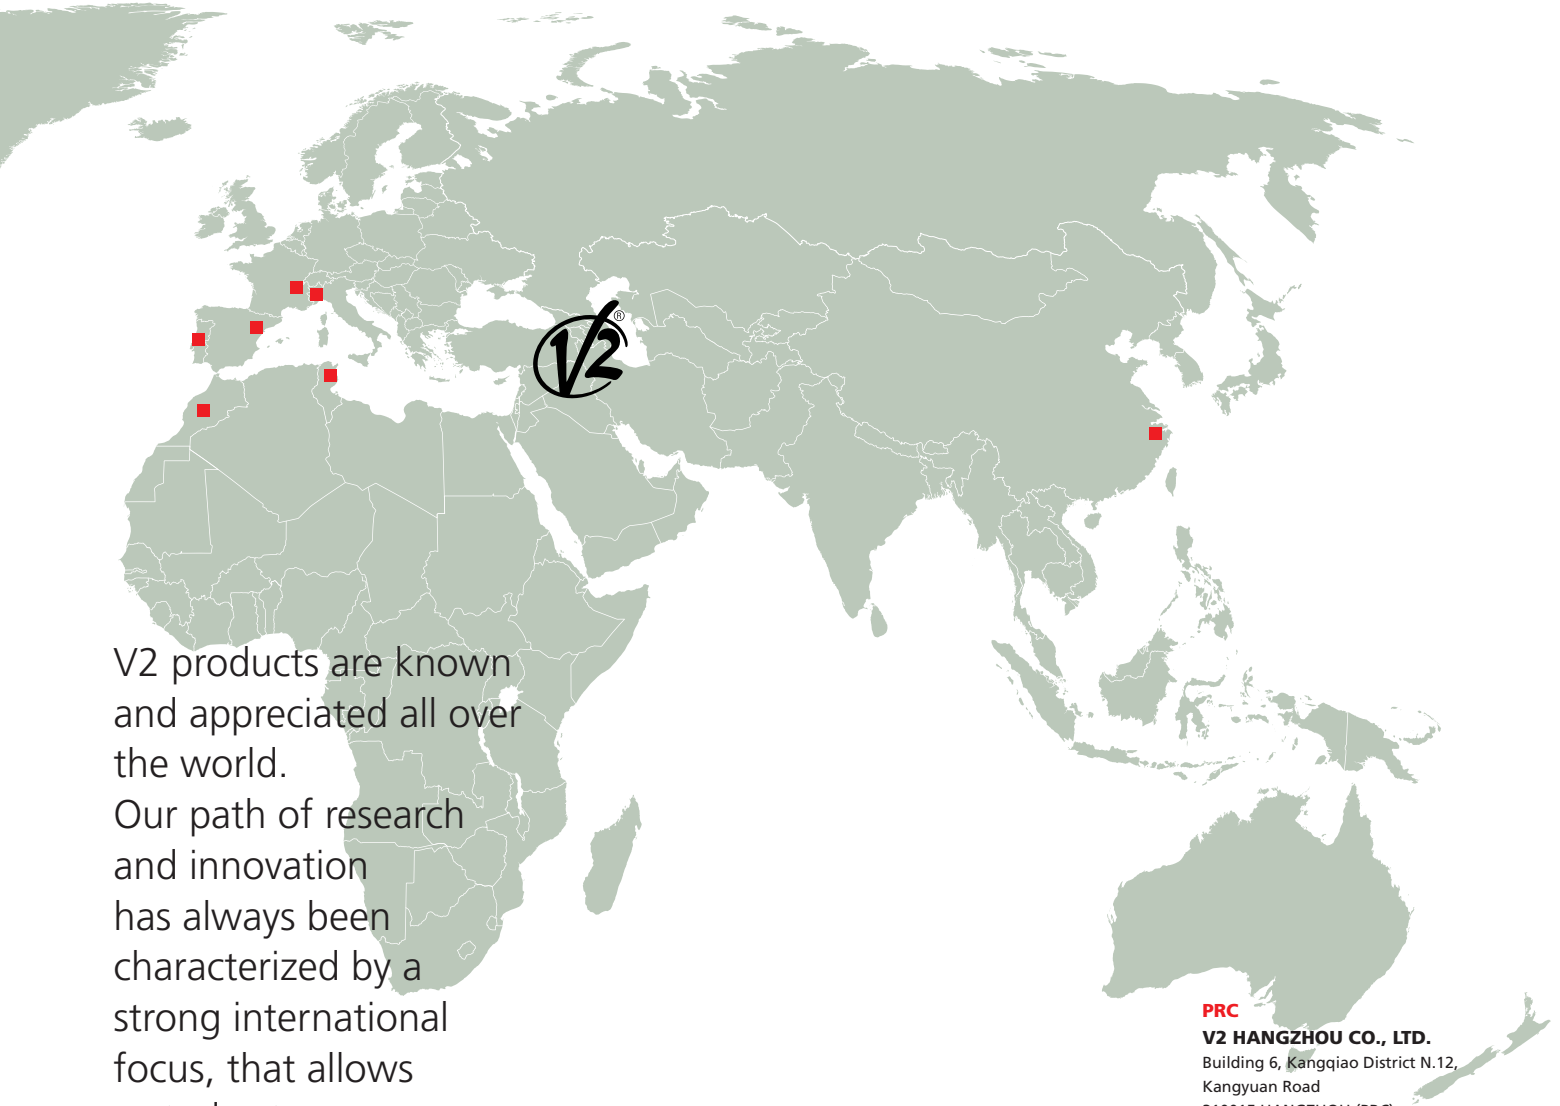 V2
®
V2 products are known
and appreciated all over
the world.
Our path of research
and innovation
has always been
characterized by a
strong international
focus, that allows
PRC
V2 HANGZHOU CO., LTD.
Building 6, Kangqiao District N.12,
Kangyuan Road